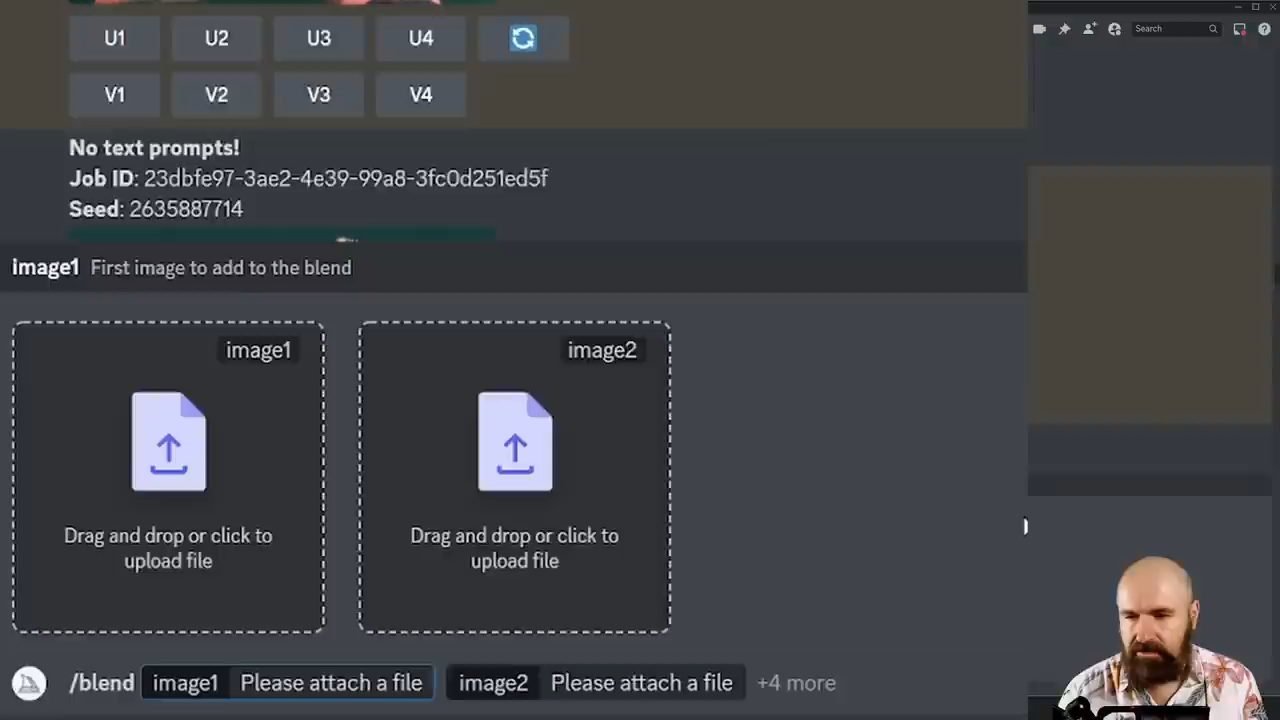 U1 U2 U3 U4
V1 V2 V3 V4
Search
No text prompts!
Job ID: 23dbfe97-3ae2-4e39-99a8-3fc0d251ed5f
Seed: 2635887714
image1 First image to add to the blend
image1
Drag and drop or click to
upload file
image2
Drag and drop or click to
upload file
/blend image1 Please attach a file image2 Please attach a file +4 more